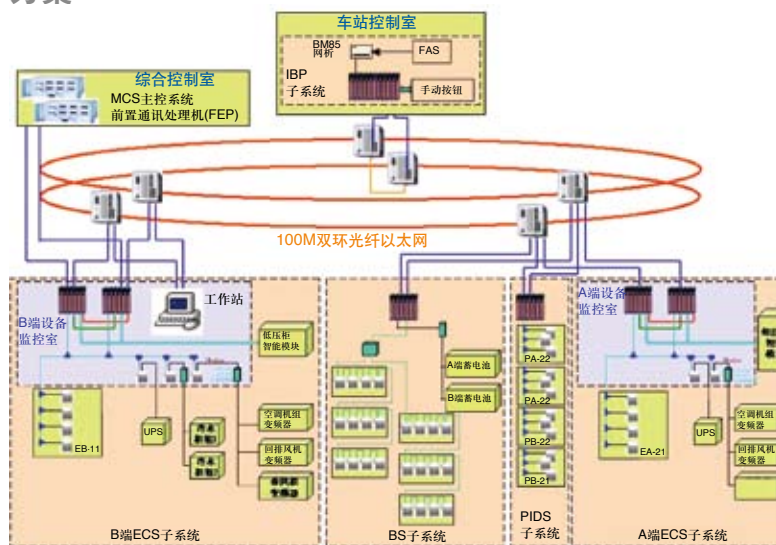 方案
车站控制室
BM85
网桥
FAS
IBP
子系统
手动按钮
综合控制室
MCS主控系统
前置通讯处理机(FEP)
100M双环光纤以太网
B端设备
监控室
工作站
低压柜
智能模块
EB-11
UPS
空调机组
变频器
回排风机
变频器
B端ECS子系统
A端蓄电池
B端蓄电池
BS子系统
PA-22
PA-22
PB-22
PB-21
PIDS
子系统
A端设备
监控室
EA-21
UPS
空调机组
变频器
回排风机
变频器
A端ECS子系统